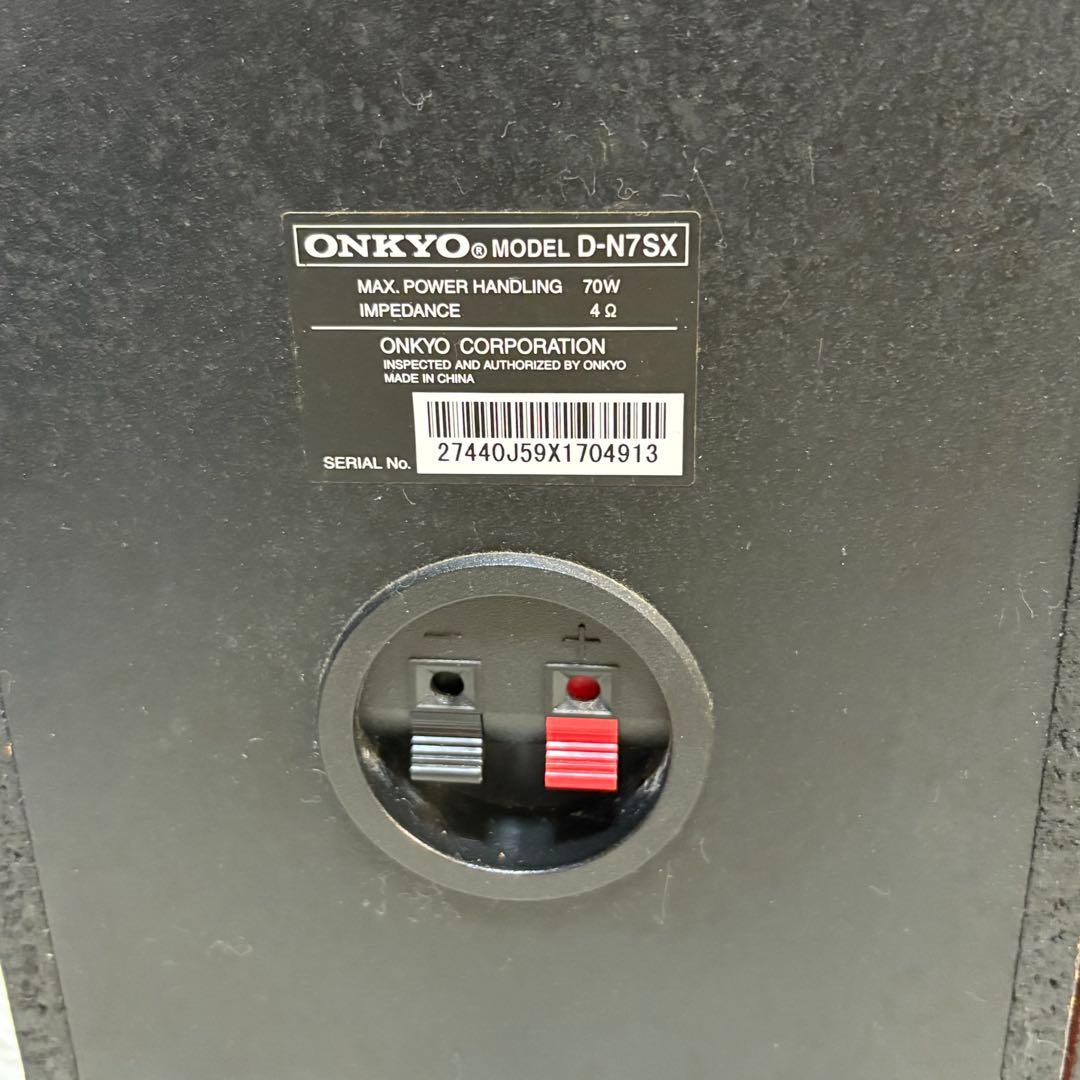 ONKYO® MODEL D-N7SX
MAX. POWER HANDLING 70W
IMPEDANCE 4 Ω
ONKYO CORPORATION
INSPECTED AND AUTHORIZED BY ONKYO
MADE IN CHINA
SERIAL No. 27440J59X1704913
− +